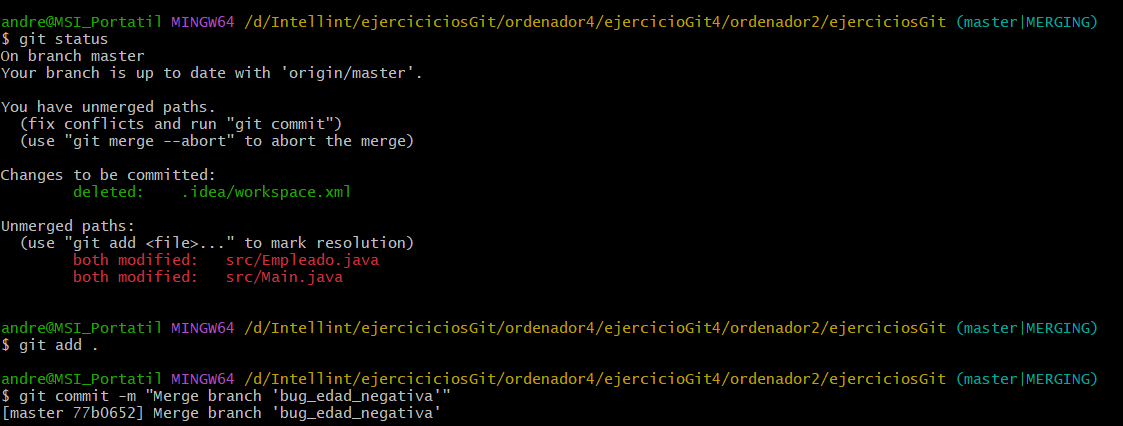 andre@MSI_Portatil MINGW64 /d/Intellint/ejerciciciosGit/ordenador4/ejercicioGit4/ordenador2/ejerciciosGit (master|MERGING)
$ git status
On branch master
Your branch is up to date with 'origin/master'.
You have unmerged paths.
(fix conflicts and run "git commit")
(use "git merge --abort" to abort the merge)
Changes to be committed:
deleted: .idea/workspace.xml
Unmerged paths:
(use "git add <file>..." to mark resolution)
both modified: src/Empleado.java
both modified: src/Main.java
andre@MSI_Portatil MINGW64 /d/Intellint/ejerciciciosGit/ordenador4/ejercicioGit4/ordenador2/ejerciciosGit (master|MERGING)
$ git add .
andre@MSI_Portatil MINGW64 /d/Intellint/ejerciciciosGit/ordenador4/ejercicioGit4/ordenador2/ejerciciosGit (master|MERGING)
$ git commit -m "Merge branch 'bug_edad_negativa'"
[master 77b0652] Merge branch 'bug_edad_negativa'